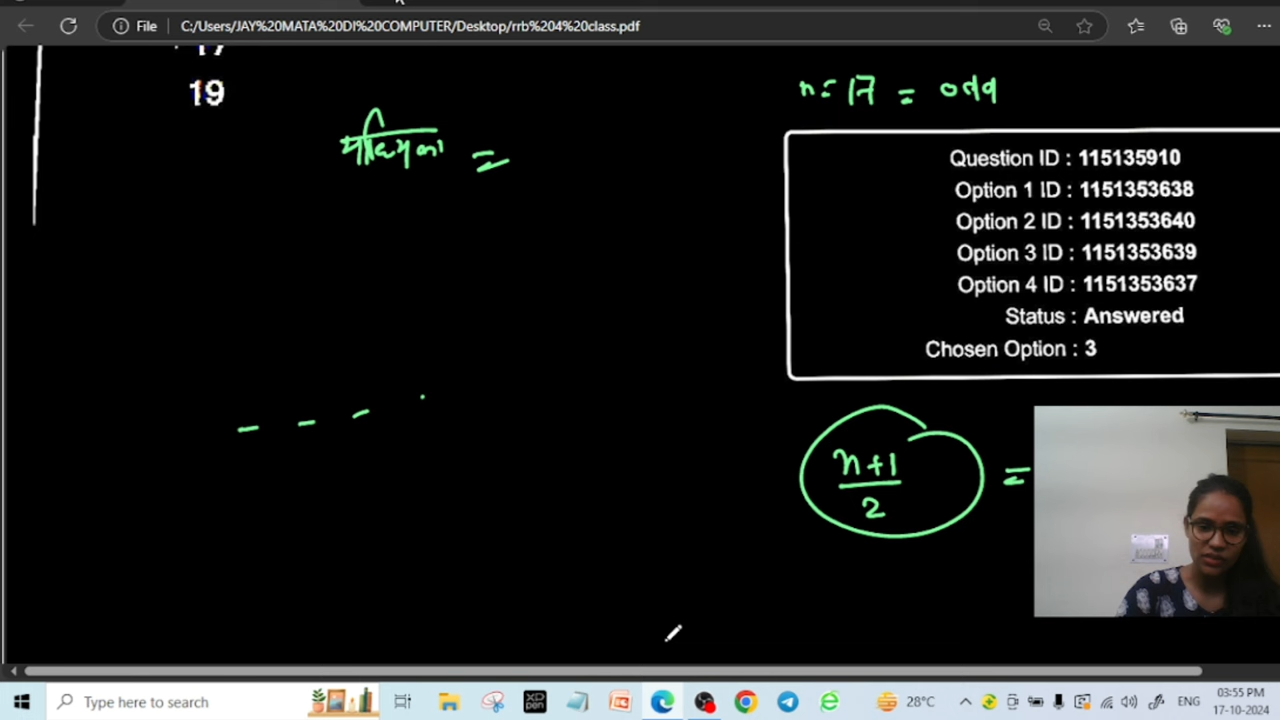 File C:/Users/JAY%20MATA%20DI%20COMPUTER/Desktop/rrb%204%20class.pdf
17
19
n = 17 = odd
माध्यिका =
Question ID : 115135910
Option 1 ID : 1151353638
Option 2 ID : 1151353640
Option 3 ID : 1151353639
Option 4 ID : 1151353637
Status : Answered
Chosen Option : 3
n+1
2
=
Type here to search
28°C
ENG
03:55 PM
17-10-2024